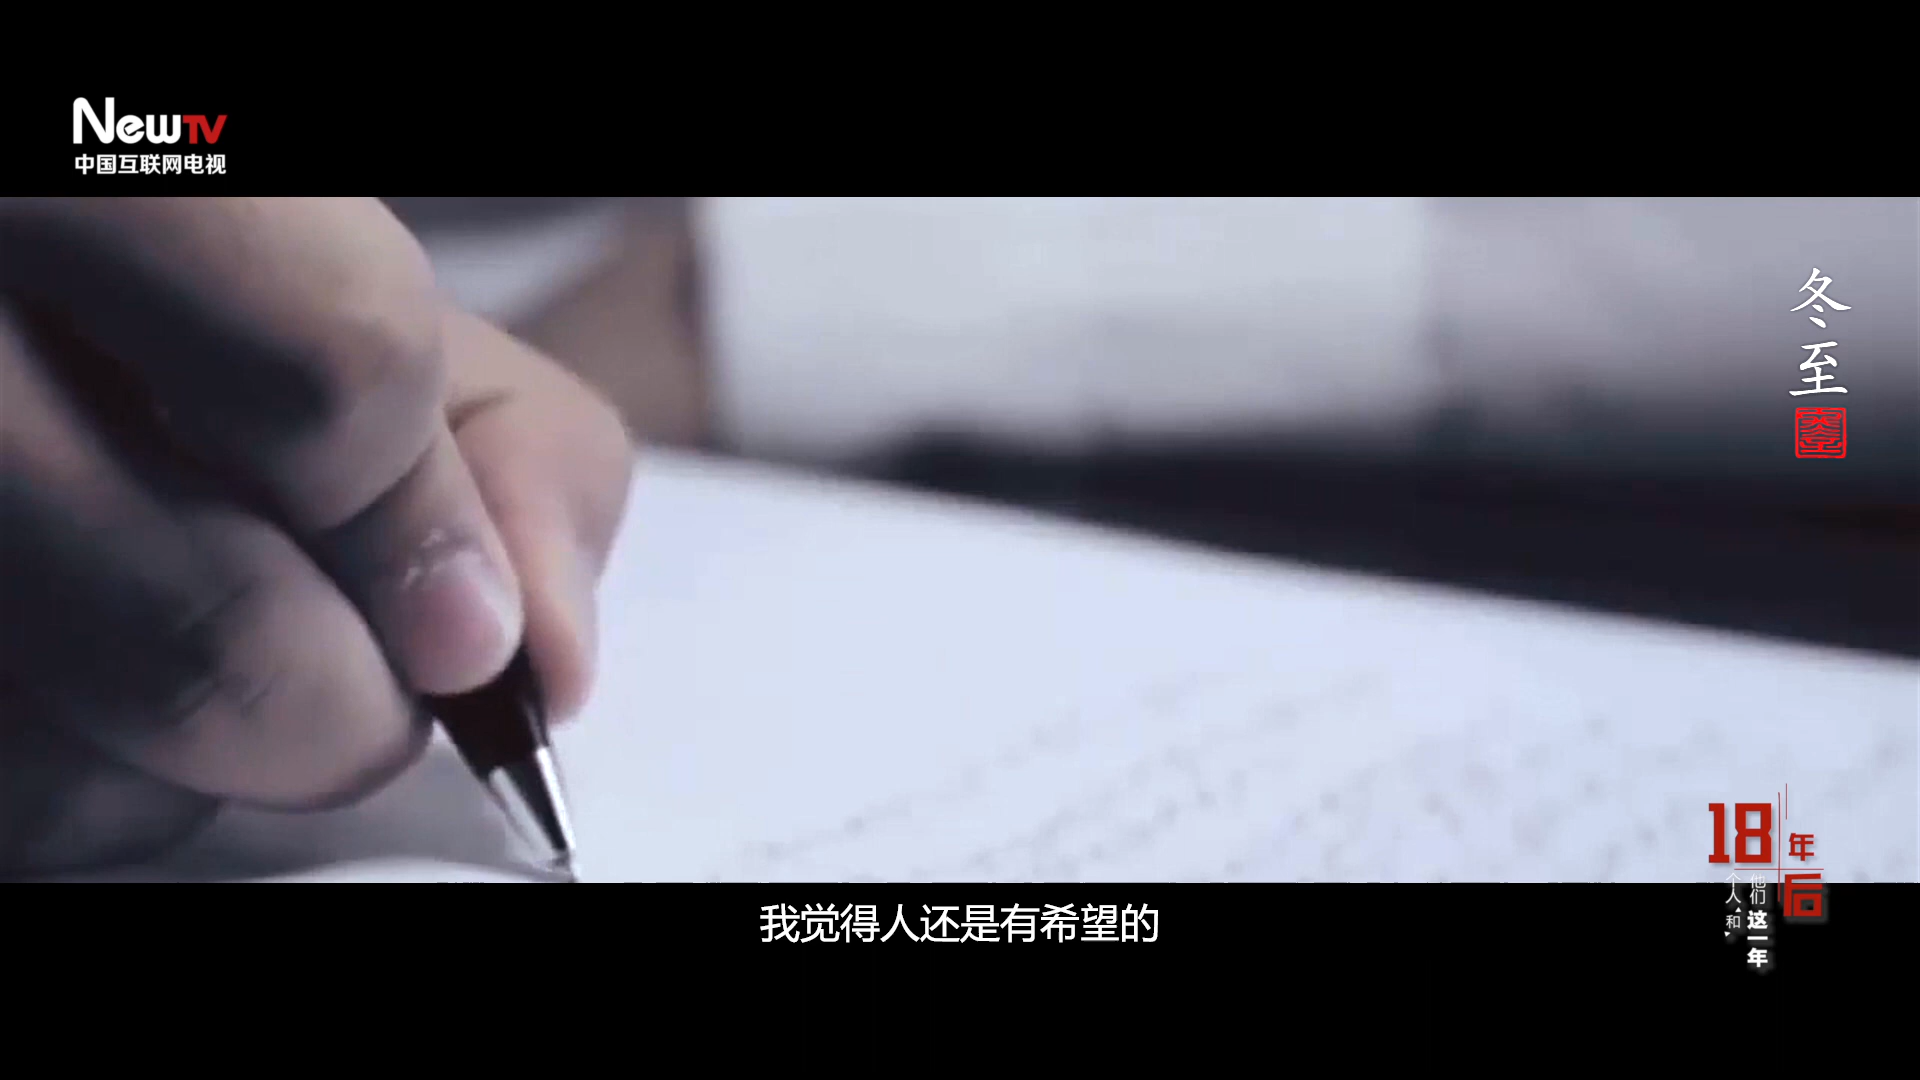 NewTV
中国互联网电视
冬至
18年后
个人和
他们这一年
我觉得人还是有希望的